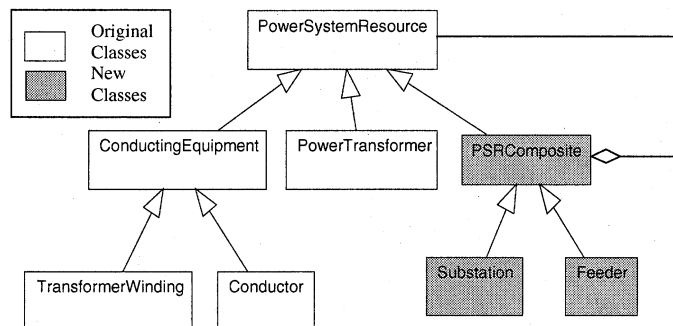 Original
Classes
New
Classes
PowerSystemResource
ConductingEquipment
PowerTransformer
PSRComposite
TransformerWinding
Conductor
Substation
Feeder